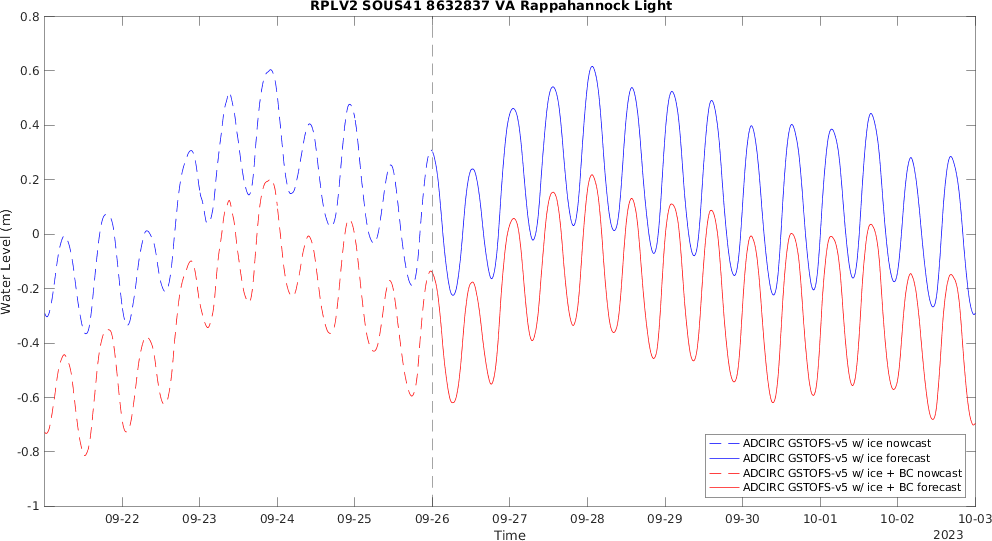 RPLV2 SOUS41 8632837 VA Rappahannock Light
0.8
0.6
0.4
0.2
0
-0.2
-0.4
-0.6
-0.8
-1
Water Level (m)
ADCIRC GSTOFS-v5 w/ ice nowcast
ADCIRC GSTOFS-v5 w/ ice forecast
ADCIRC GSTOFS-v5 w/ ice + BC nowcast
ADCIRC GSTOFS-v5 w/ ice + BC forecast
09-22 09-23 09-24 09-25 09-26 09-27 09-28 09-29 09-30 10-01 10-02 10-03
Time
2023